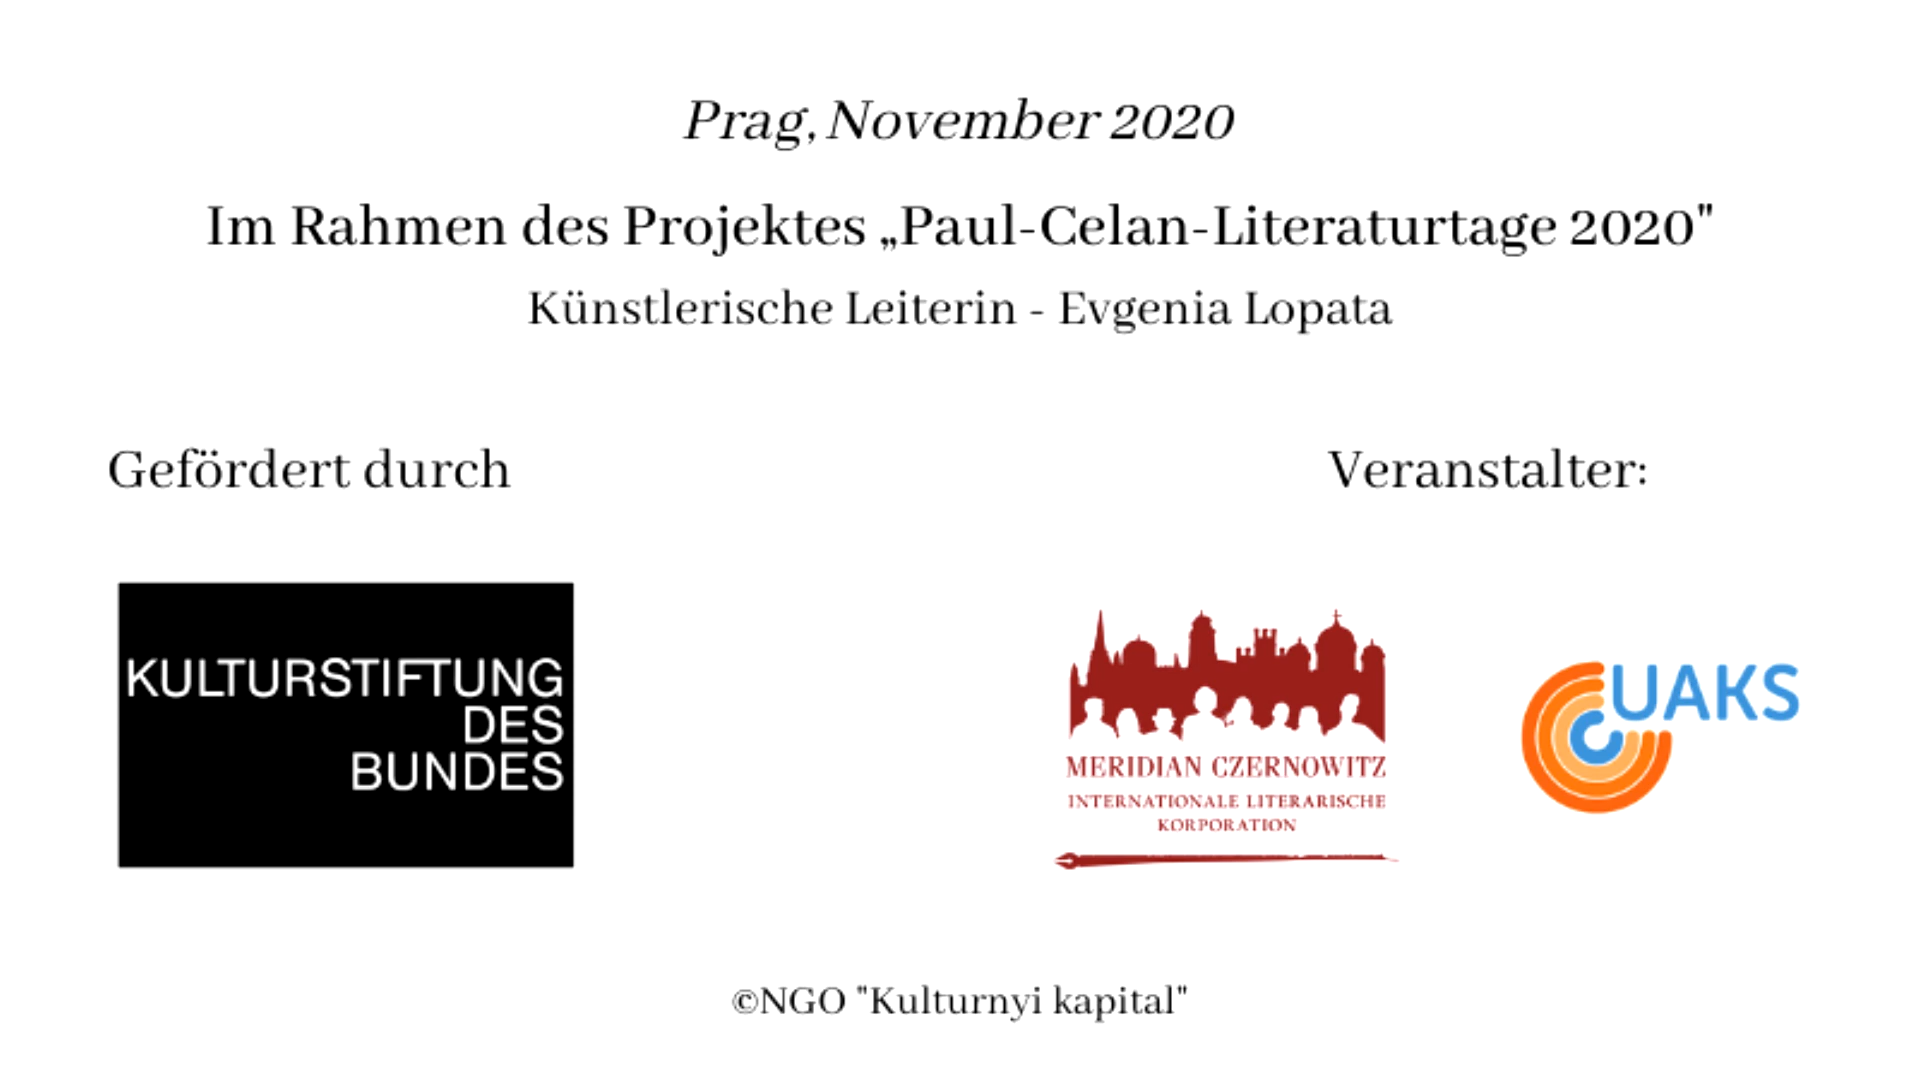 Prag, November 2020
Im Rahmen des Projektes „Paul-Celan-Literaturtage 2020"
Künstlerische Leiterin - Evgenia Lopata
Gefördert durch
KULTURSTIFTUNG
DES
BUNDES
Veranstalter:
MERIDIAN CZERNOWITZ
INTERNATIONALE LITERARISCHE
KORPORATION
UAKS
©NGO "Kulturnyi kapital"